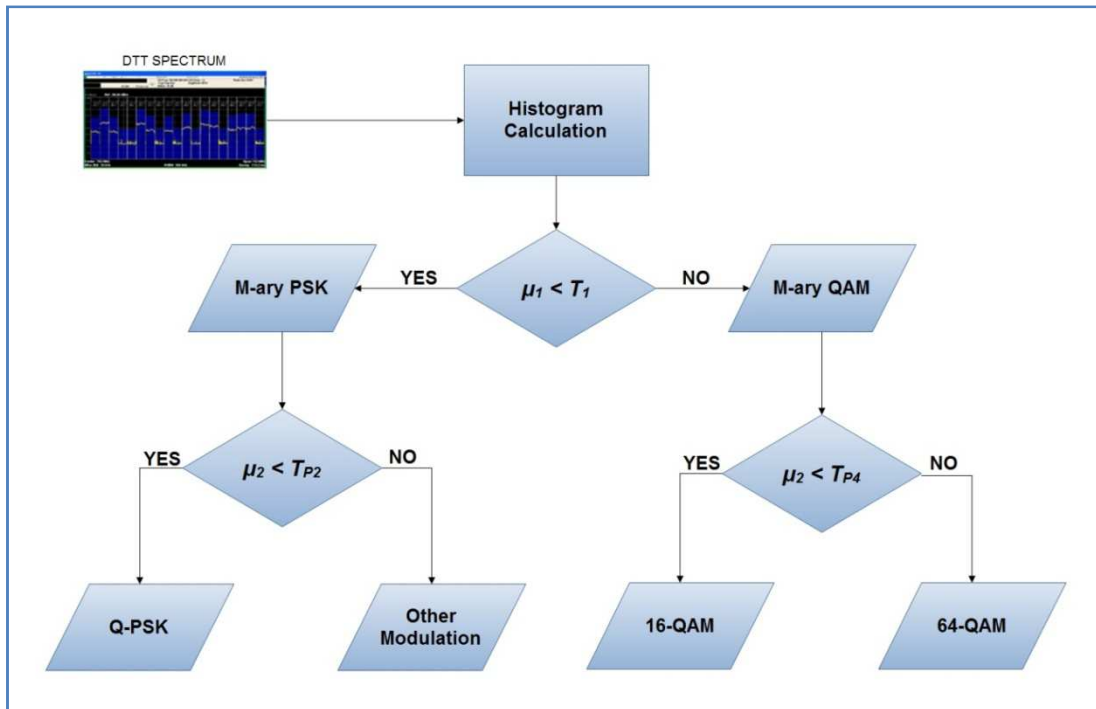 DTT SPECTRUM
Histogram
Calculation
M-ary PSK
YES
μ1 < T1
NO
M-ary QAM
YES
μ2 < TP2
NO
YES
μ2 < TP4
NO
Q-PSK
Other
Modulation
16-QAM
64-QAM